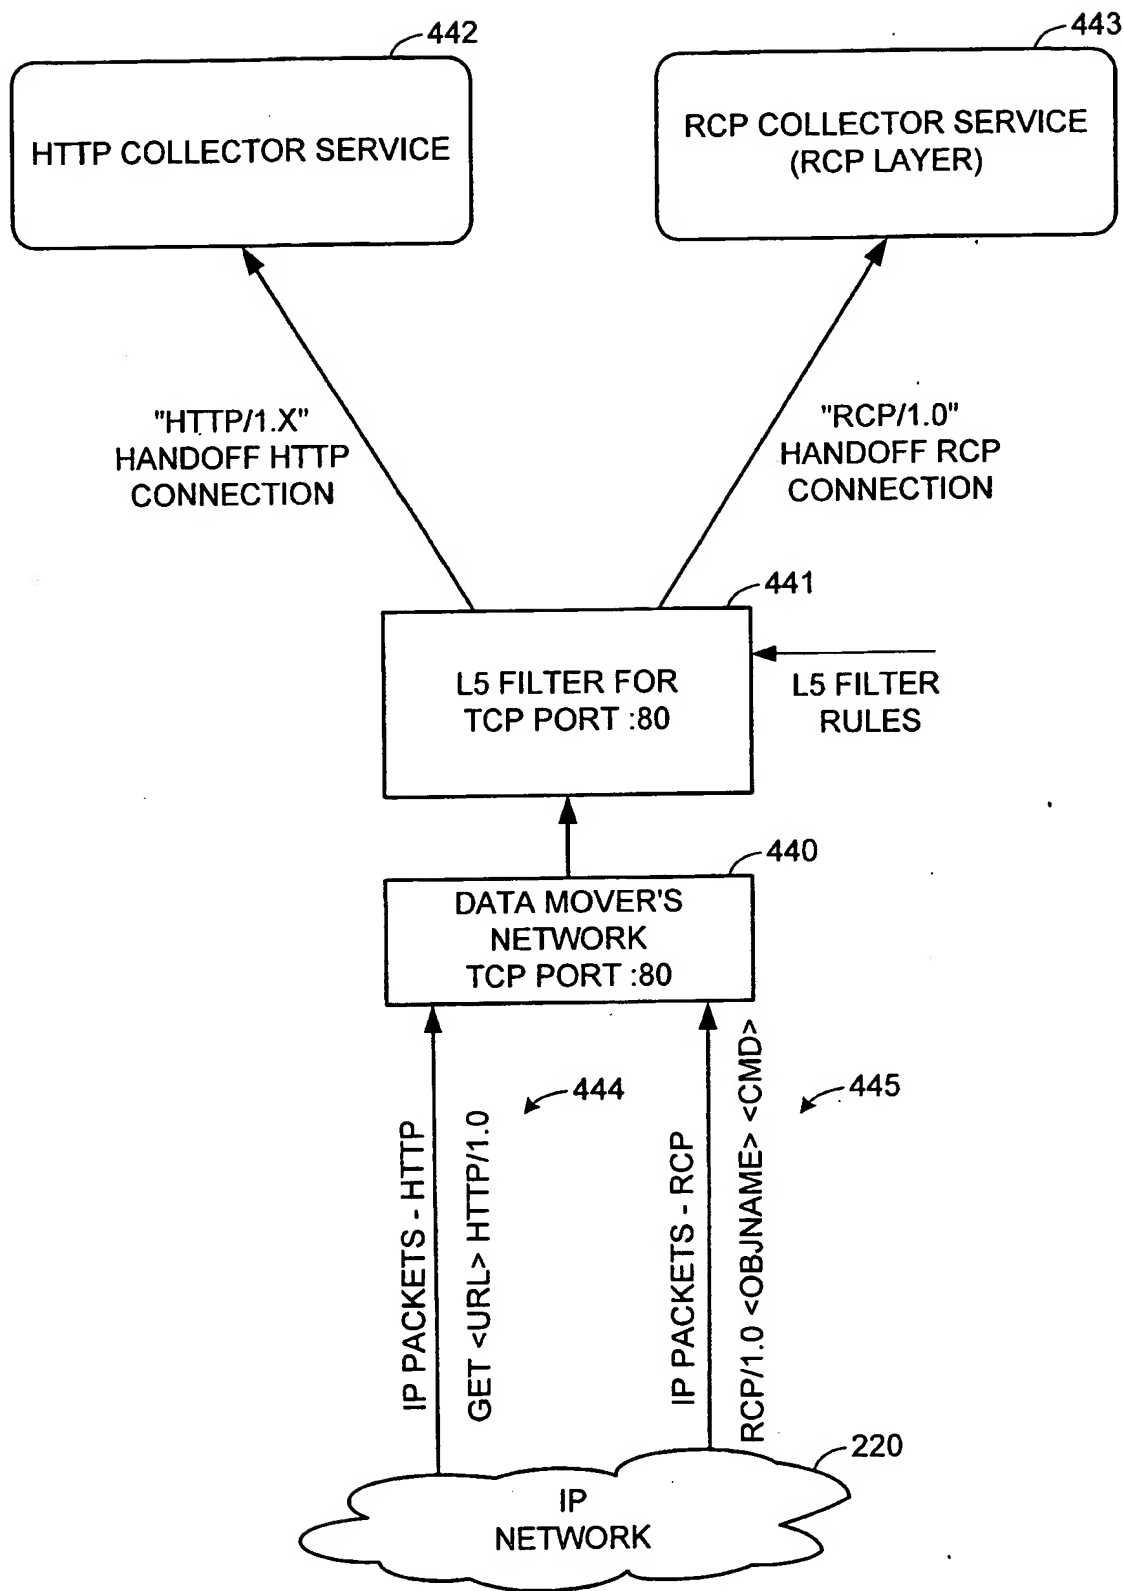 442
HTTP COLLECTOR SERVICE
443
RCP COLLECTOR SERVICE
(RCP LAYER)
"HTTP/1.X"
HANDOFF HTTP
CONNECTION
"RCP/1.0"
HANDOFF RCP
CONNECTION
441
L5 FILTER FOR
TCP PORT :80
L5 FILTER
RULES
440
DATA MOVER'S
NETWORK
TCP PORT :80
IP PACKETS - HTTP
GET <URL> HTTP/1.0
444
IP PACKETS - RCP
RCP/1.0 <OBJNAME> <CMD>
445
220
IP
NETWORK